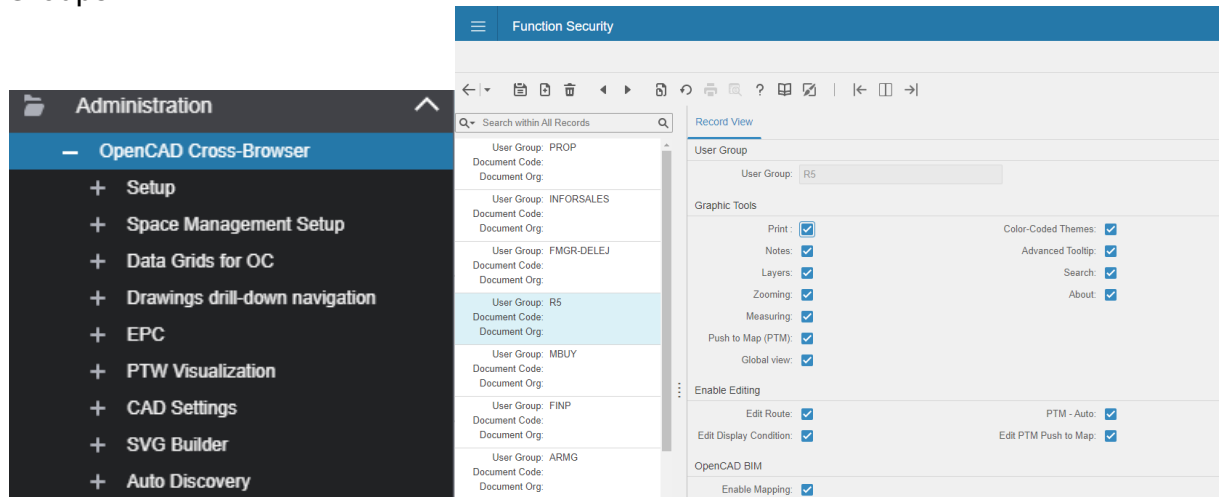 Function Security
Administration
OpenCAD Cross-Browser
Setup
Space Management Setup
Data Grids for OC
Drawings drill-down navigation
EPC
PTW Visualization
CAD Settings
SVG Builder
Auto Discovery
Search within All Records
User Group: PROP
Document Code:
Document Org:
User Group: INFORSALES
Document Code:
Document Org:
User Group: FMGR-DELEJ
Document Code:
Document Org:
User Group: R5
Document Code:
Document Org:
User Group: MBUY
Document Code:
Document Org:
User Group: FINP
Document Code:
Document Org:
User Group: ARMG
Document Code:
Document Org:
Record View
User Group
User Group: R5
Graphic Tools
Print : Color-Coded Themes:
Notes: Advanced Tooltip:
Layers: Search:
Zooming: About:
Measuring:
Push to Map (PTM):
Global view:
Enable Editing
Edit Route: PTM - Auto:
Edit Display Condition: Edit PTM Push to Map:
OpenCAD BIM
Enable Mapping: